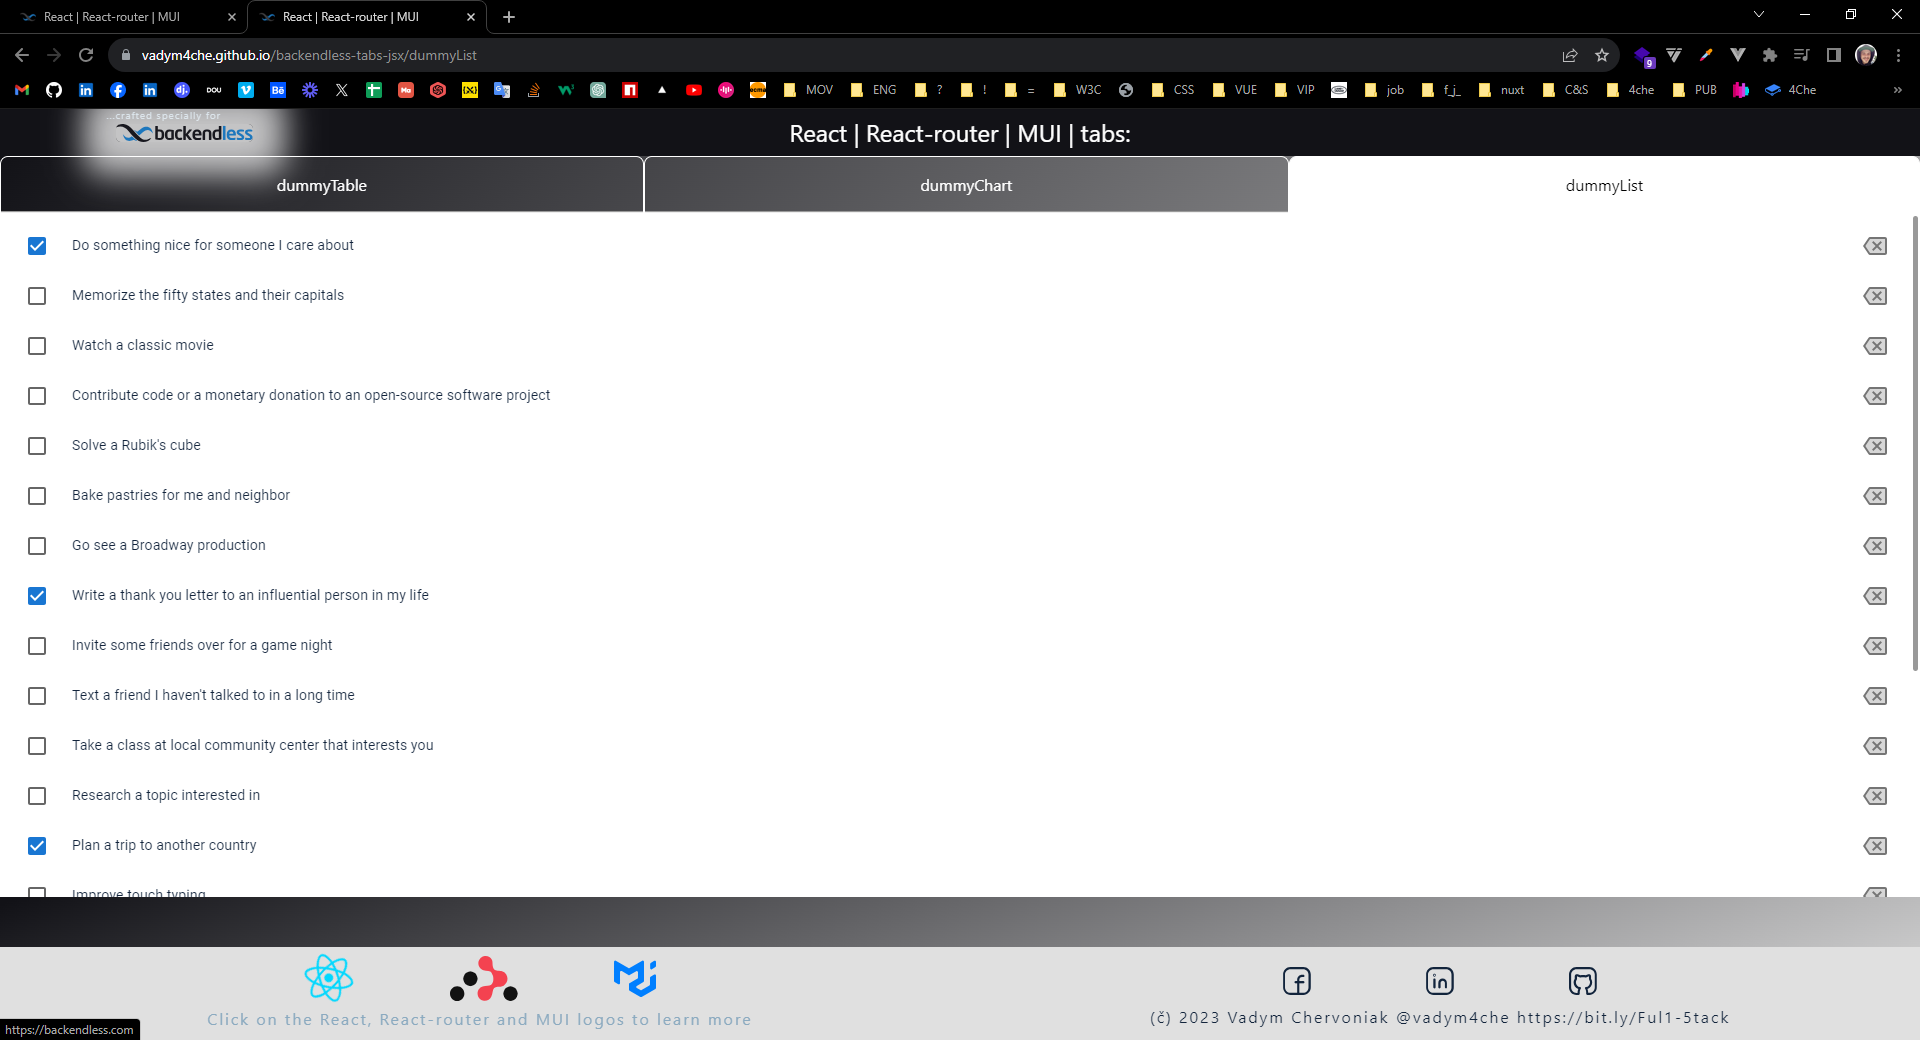 React | React-router | MUI
React | React-router | MUI
vadym4che.github.io/backendless-tabs-jsx/dummyList
9
DOU
MOV
ENG
?
!
=
W3C
CSS
VUE
VIP
job
f_j_
nuxt
C&S
4che
PUB
4Che
»
...crafted specially for
backendless
React | React-router | MUI | tabs:
dummyTable
dummyChart
dummyList
Do something nice for someone I care about
Memorize the fifty states and their capitals
Watch a classic movie
Contribute code or a monetary donation to an open-source software project
Solve a Rubik's cube
Bake pastries for me and neighbor
Go see a Broadway production
Write a thank you letter to an influential person in my life
Invite some friends over for a game night
Text a friend I haven't talked to in a long time
Take a class at local community center that interests you
Research a topic interested in
Plan a trip to another country
Improve touch typing
Click on the React, React-router and MUI logos to learn more
(č) 2023 Vadym Chervoniak @vadym4che https://bit.ly/Ful1-5tack
https://backendless.com